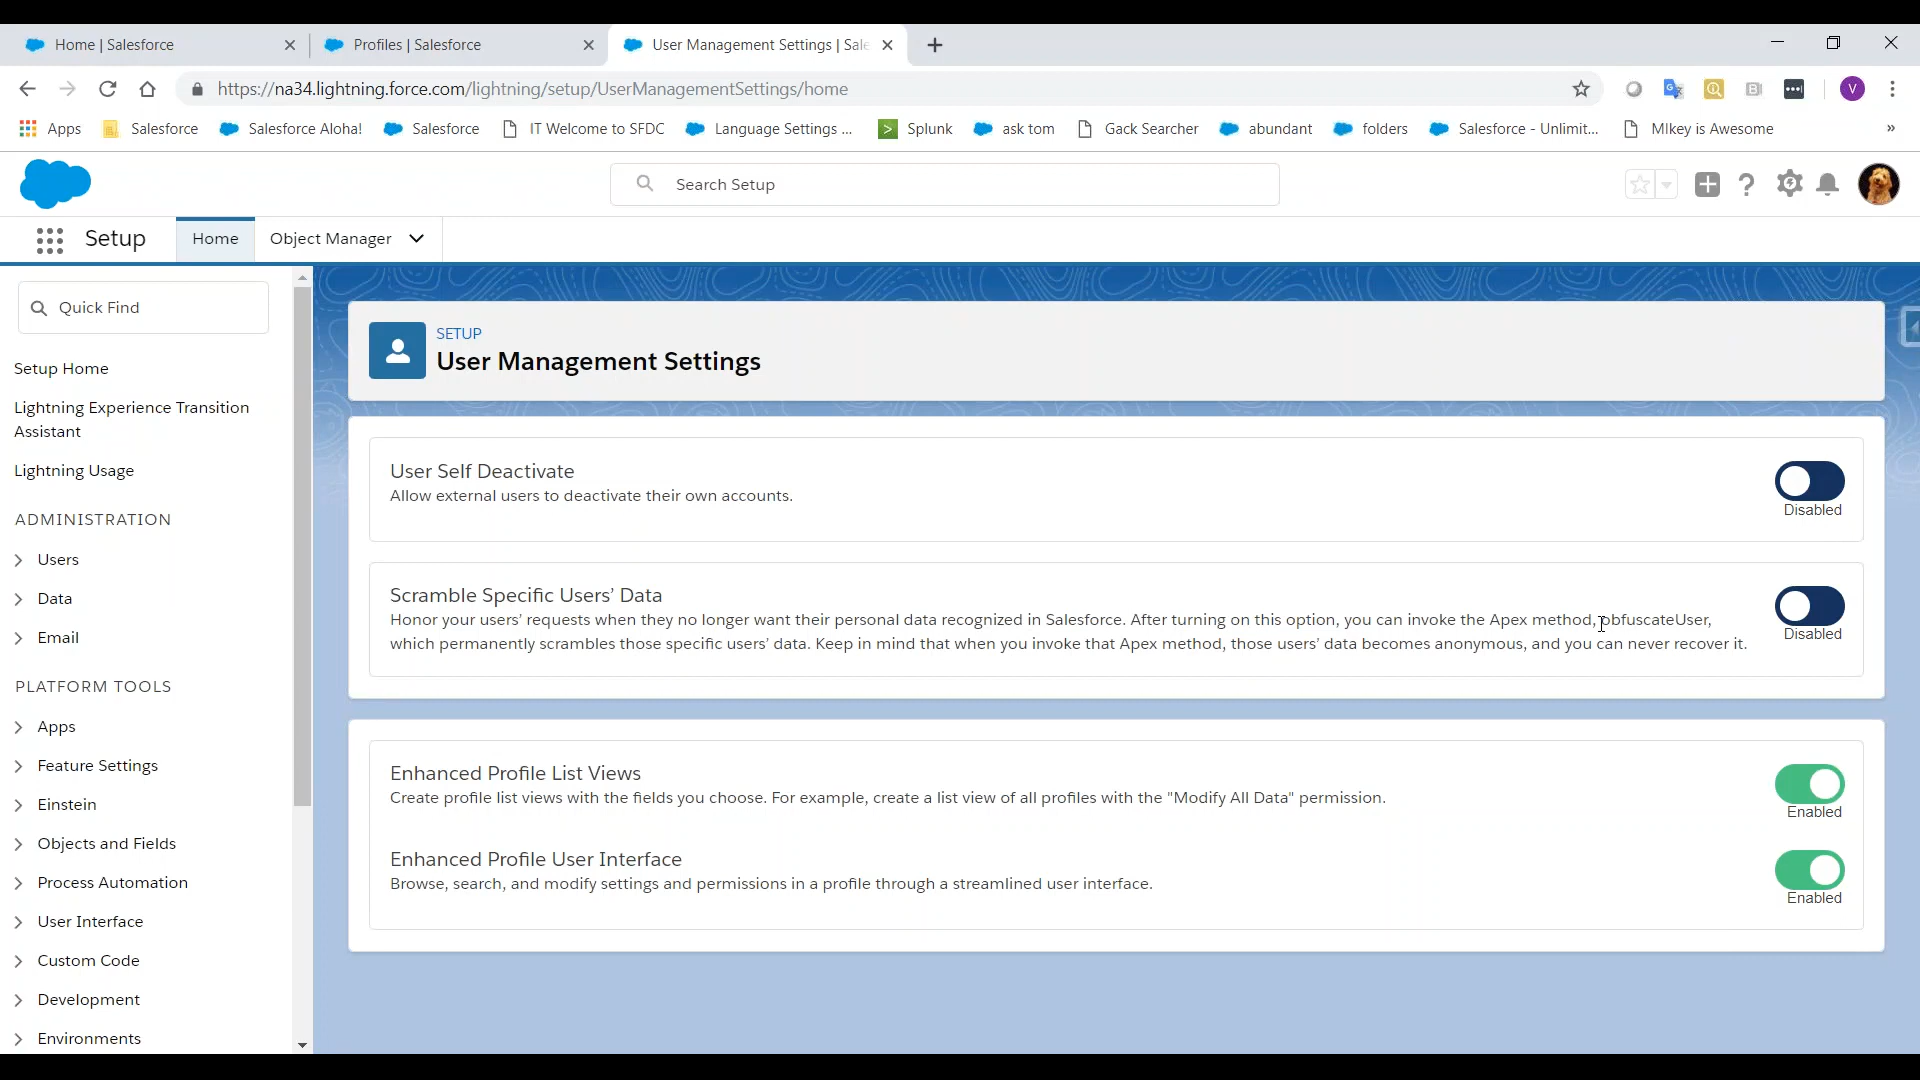 Home | Salesforce
Profiles | Salesforce
User Management Settings | Sale
https://na34.lightning.force.com/lightning/setup/UserManagementSettings/home
V
Apps
Salesforce
Salesforce Aloha!
Salesforce
IT Welcome to SFDC
Language Settings ...
Splunk
ask tom
Gack Searcher
abundant
folders
Salesforce - Unlimit...
MIkey is Awesome
»
Search Setup
Setup
Home
Object Manager
Quick Find
Setup Home
Lightning Experience Transition
Assistant
Lightning Usage
ADMINISTRATION
Users
Data
Email
PLATFORM TOOLS
Apps
Feature Settings
Einstein
Objects and Fields
Process Automation
User Interface
Custom Code
Development
Environments
SETUP
User Management Settings
User Self Deactivate
Allow external users to deactivate their own accounts.
Disabled
Scramble Specific Users’ Data
Honor your users’ requests when they no longer want their personal data recognized in Salesforce. After turning on this option, you can invoke the Apex method, obfuscateUser,
which permanently scrambles those specific users’ data. Keep in mind that when you invoke that Apex method, those users’ data becomes anonymous, and you can never recover it.
Disabled
Enhanced Profile List Views
Create profile list views with the fields you choose. For example, create a list view of all profiles with the "Modify All Data" permission.
Enabled
Enhanced Profile User Interface
Browse, search, and modify settings and permissions in a profile through a streamlined user interface.
Enabled